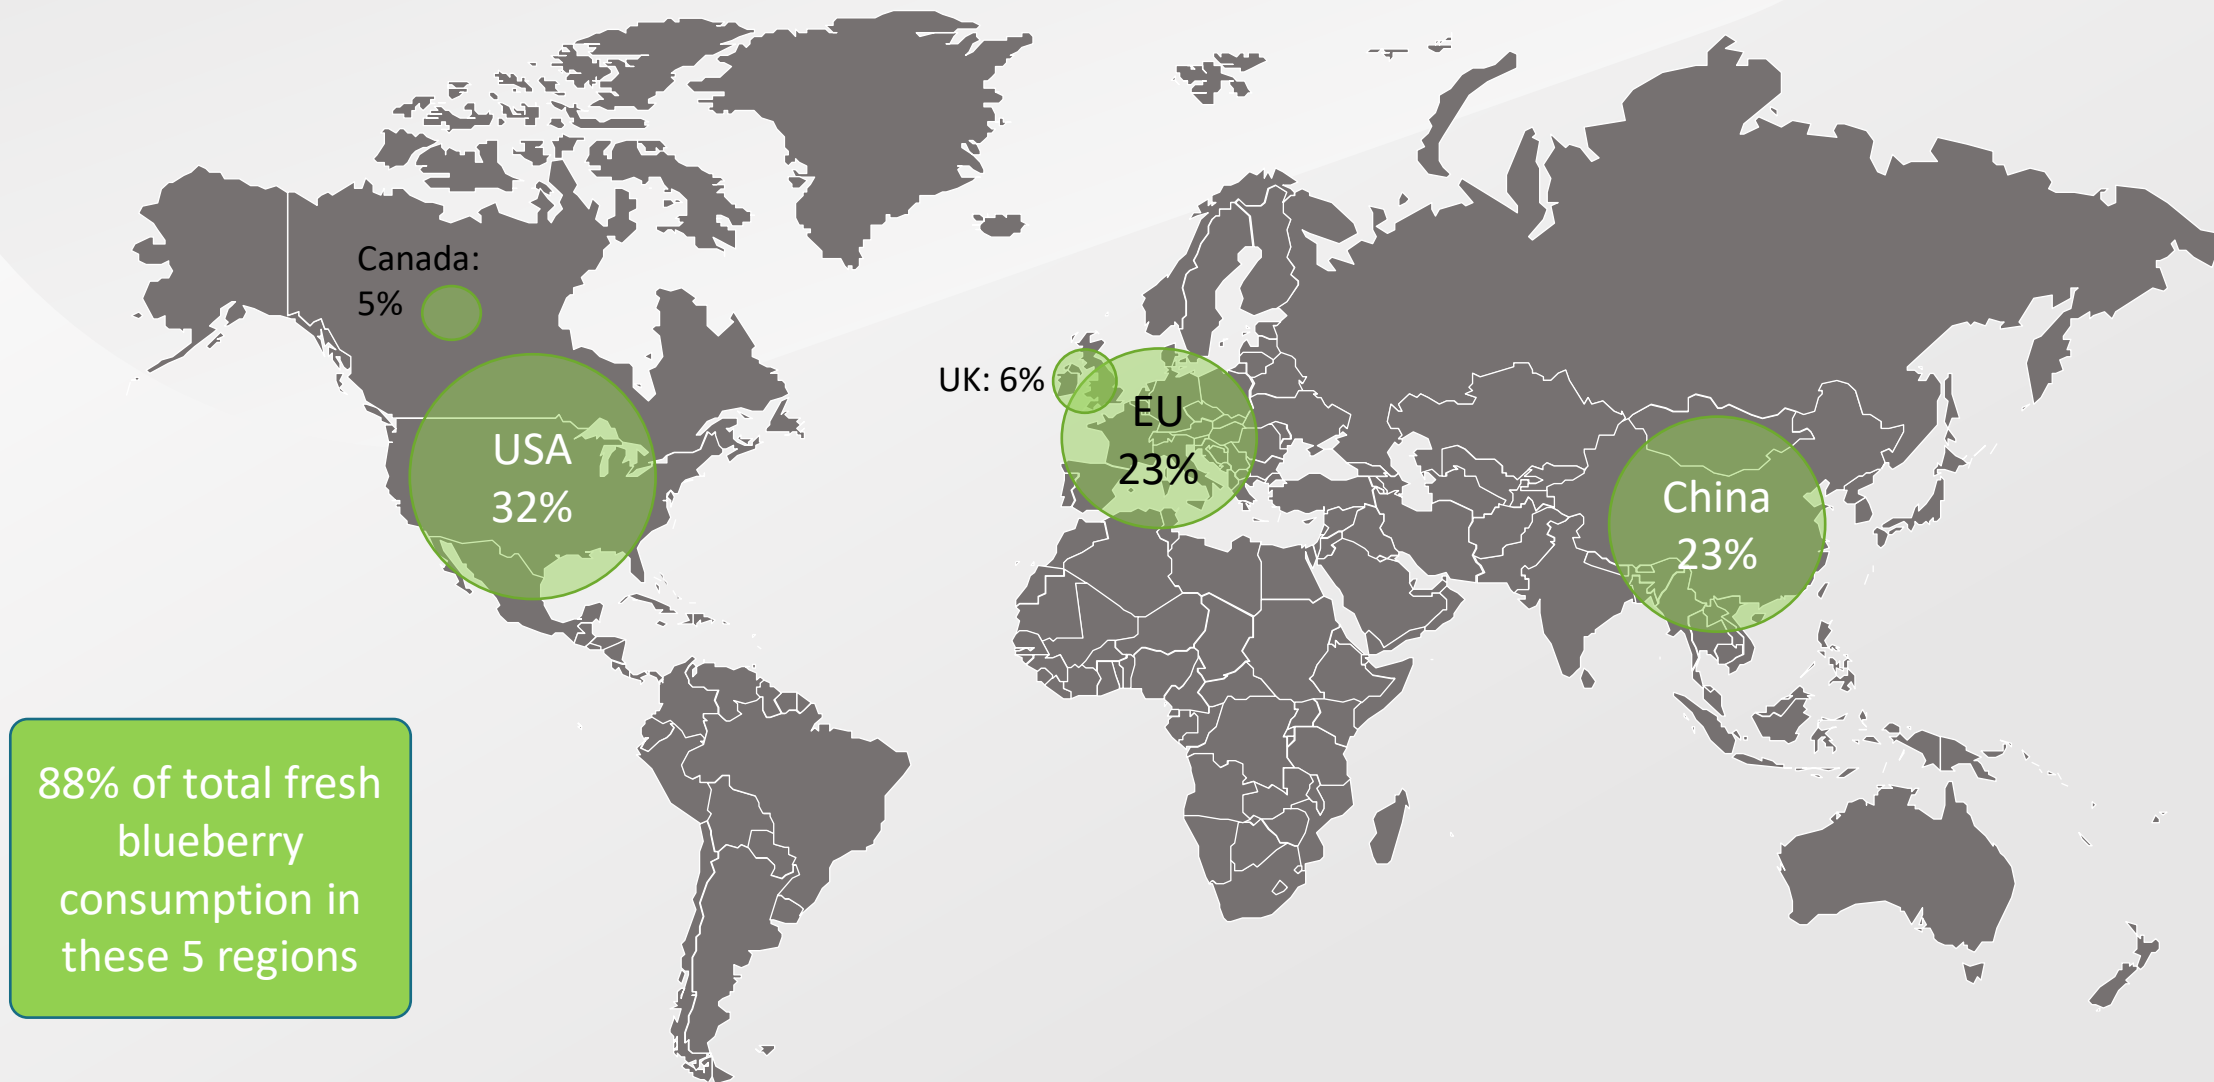 Canada:
5%
USA
32%
UK: 6%
EU
23%
China
23%
88% of total fresh
blueberry
consumption in
these 5 regions